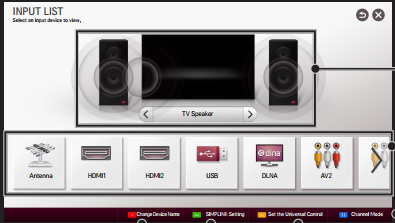 INPUT LIST
Select an input device to view,
TV Speaker
dlna
Antenna
HDMI1
HDMI2
USB
DLNA
AV2
Change Device Name
SIMPLINK Setting
Set the Universal Control
Channel Mode